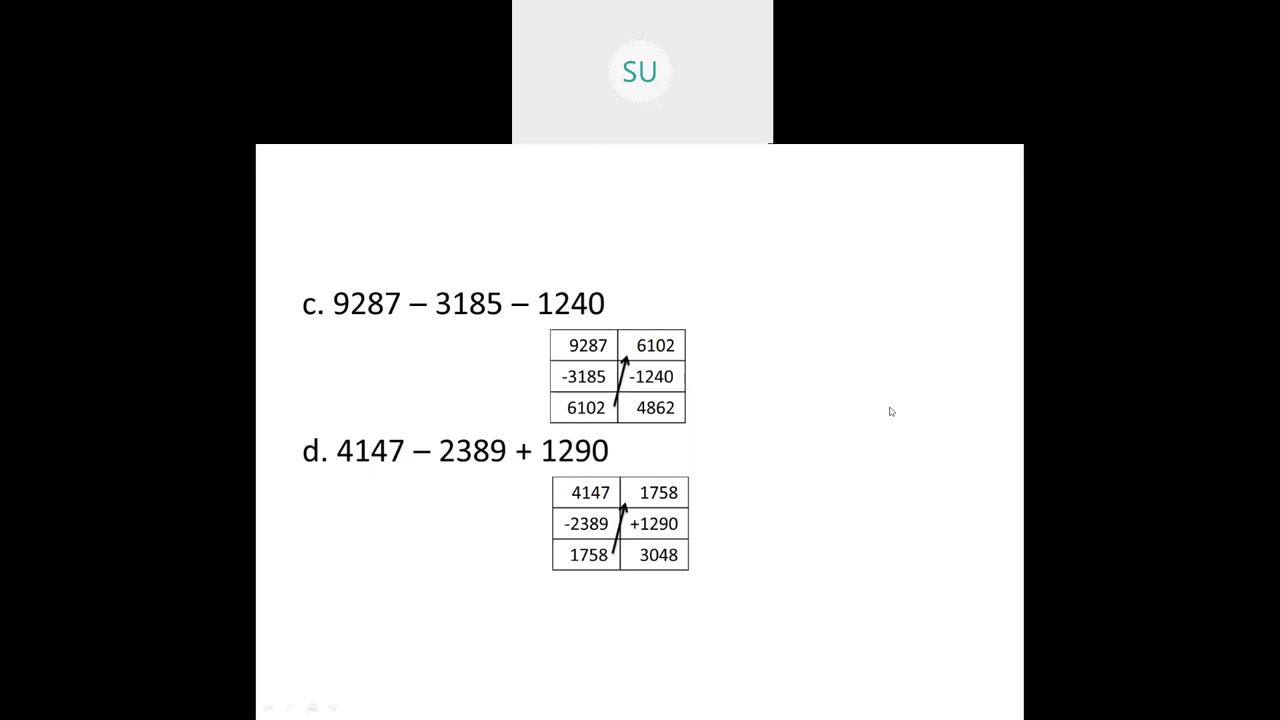 SU
c. 9287 – 3185 – 1240
9287 6102
-3185 -1240
6102 4862
d. 4147 – 2389 + 1290
4147 1758
-2389 +1290
1758 3048